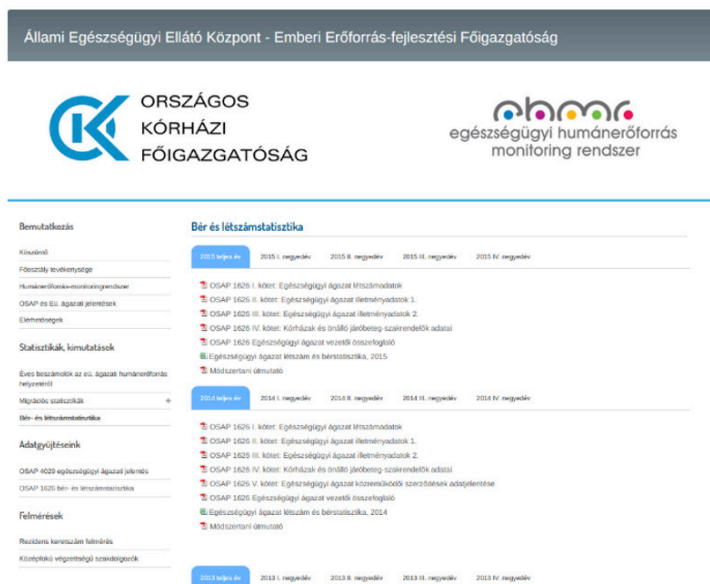 Állami Egészségügyi Ellátó Központ - Emberi Erőforrás-fejlesztési Főigazgatóság
ORSZÁGOS
KÓRHÁZI
FŐIGAZGATÓSÁG
ehmr
egészségügyi humánerőforrás
monitoring rendszer
Bemutatkozás
Köszöntő
Főosztály tevékenysége
Humánerőforrás-monitoringrendszer
OSAP és Eü. ágazati jelentések
Elérhetőségek
Statisztikák, kimutatások
Éves beszámolók az eü. ágazati humánerőforrás
helyzetéről
Migrációs statisztikák +
Bér- és létszámstatisztika
Adatgyűjtéseink
OSAP 4029 egészségügyi ágazati jelentés
OSAP 1626 bér- és létszámstatisztika
Felmérések
Rezidens keretszám felmérés
Középfokú végzettségű szakdolgozók
Bér és létszámstatisztika
2015 teljes év 2015 I. negyedév 2015 II. negyedév 2015 III. negyedév 2015 IV. negyedév
OSAP 1626 I. kötet: Egészségügyi ágazat létszámadatok
OSAP 1626 II. kötet: Egészségügyi ágazat illetményadatok 1.
OSAP 1626 III. kötet: Egészségügyi ágazat illetményadatok 2.
OSAP 1626 IV. kötet: Kórházak és önálló járóbeteg-szakrendelők adatai
OSAP 1626 Egészségügyi ágazat vezetői összefoglaló
Egészségügyi ágazat létszám és bérstatisztika, 2015
Módszertani útmutató
2014 teljes év 2014 I. negyedév 2014 II. negyedév 2014 III. negyedév 2014 IV. negyedév
OSAP 1626 I. kötet: Egészségügyi ágazat létszámadatok
OSAP 1626 II. kötet: Egészségügyi ágazat illetményadatok 1.
OSAP 1626 III. kötet: Egészségügyi ágazat illetményadatok 2.
OSAP 1626 IV. kötet: Kórházak és önálló járóbeteg-szakrendelők adatai
OSAP 1626 V. kötet: Egészségügyi ágazat közreműködői szerződések adatjelentése
OSAP 1626 Egészségügyi ágazat vezetői összefoglaló
Egészségügyi ágazat létszám és bérstatisztika, 2014
Módszertani útmutató
2013 teljes év 2013 I. negyedév 2013 II. negyedév 2013 III. negyedév 2013 IV. negyedév